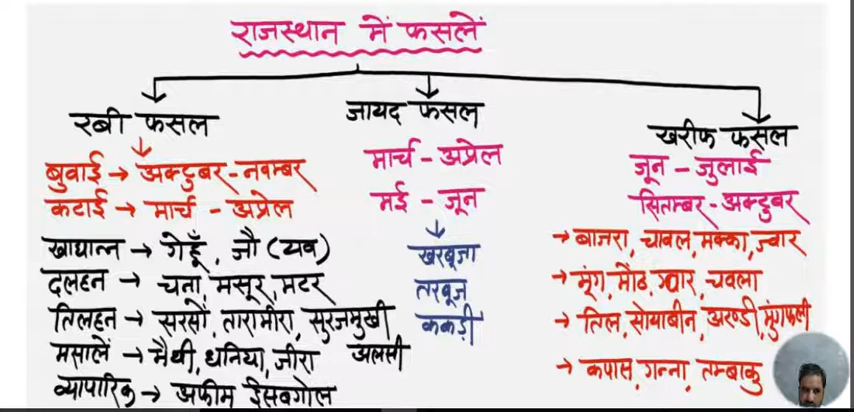 राजस्थान में फसलें
रबी फसल
बुवाई → अक्टुबर-नवम्बर
कटाई → मार्च - अप्रेल
खाद्यान्न → गेहूँ, जौ (यव)
दलहन → चना, मसूर, मटर
तिलहन → सरसों, तारामीरा, सुरजमुखी
अलसी
मसालें → मैथी, धनिया, जीरा
व्यापारिक → अफीम ईसबगोल
जायद फसल
मार्च - अप्रेल
मई - जून
खरबूजा
तरबूज
ककड़ी
खरीफ फसल
जून - जुलाई
सितम्बर - अक्टुबर
→ बाजरा, चावल, मक्का, ज्वार
→ मूंग, मौठ, ग्वार, चवला
→ तिल, सोयाबीन, अरण्डी, मुंगफली
→ कपास, गन्ना, तम्बाकु